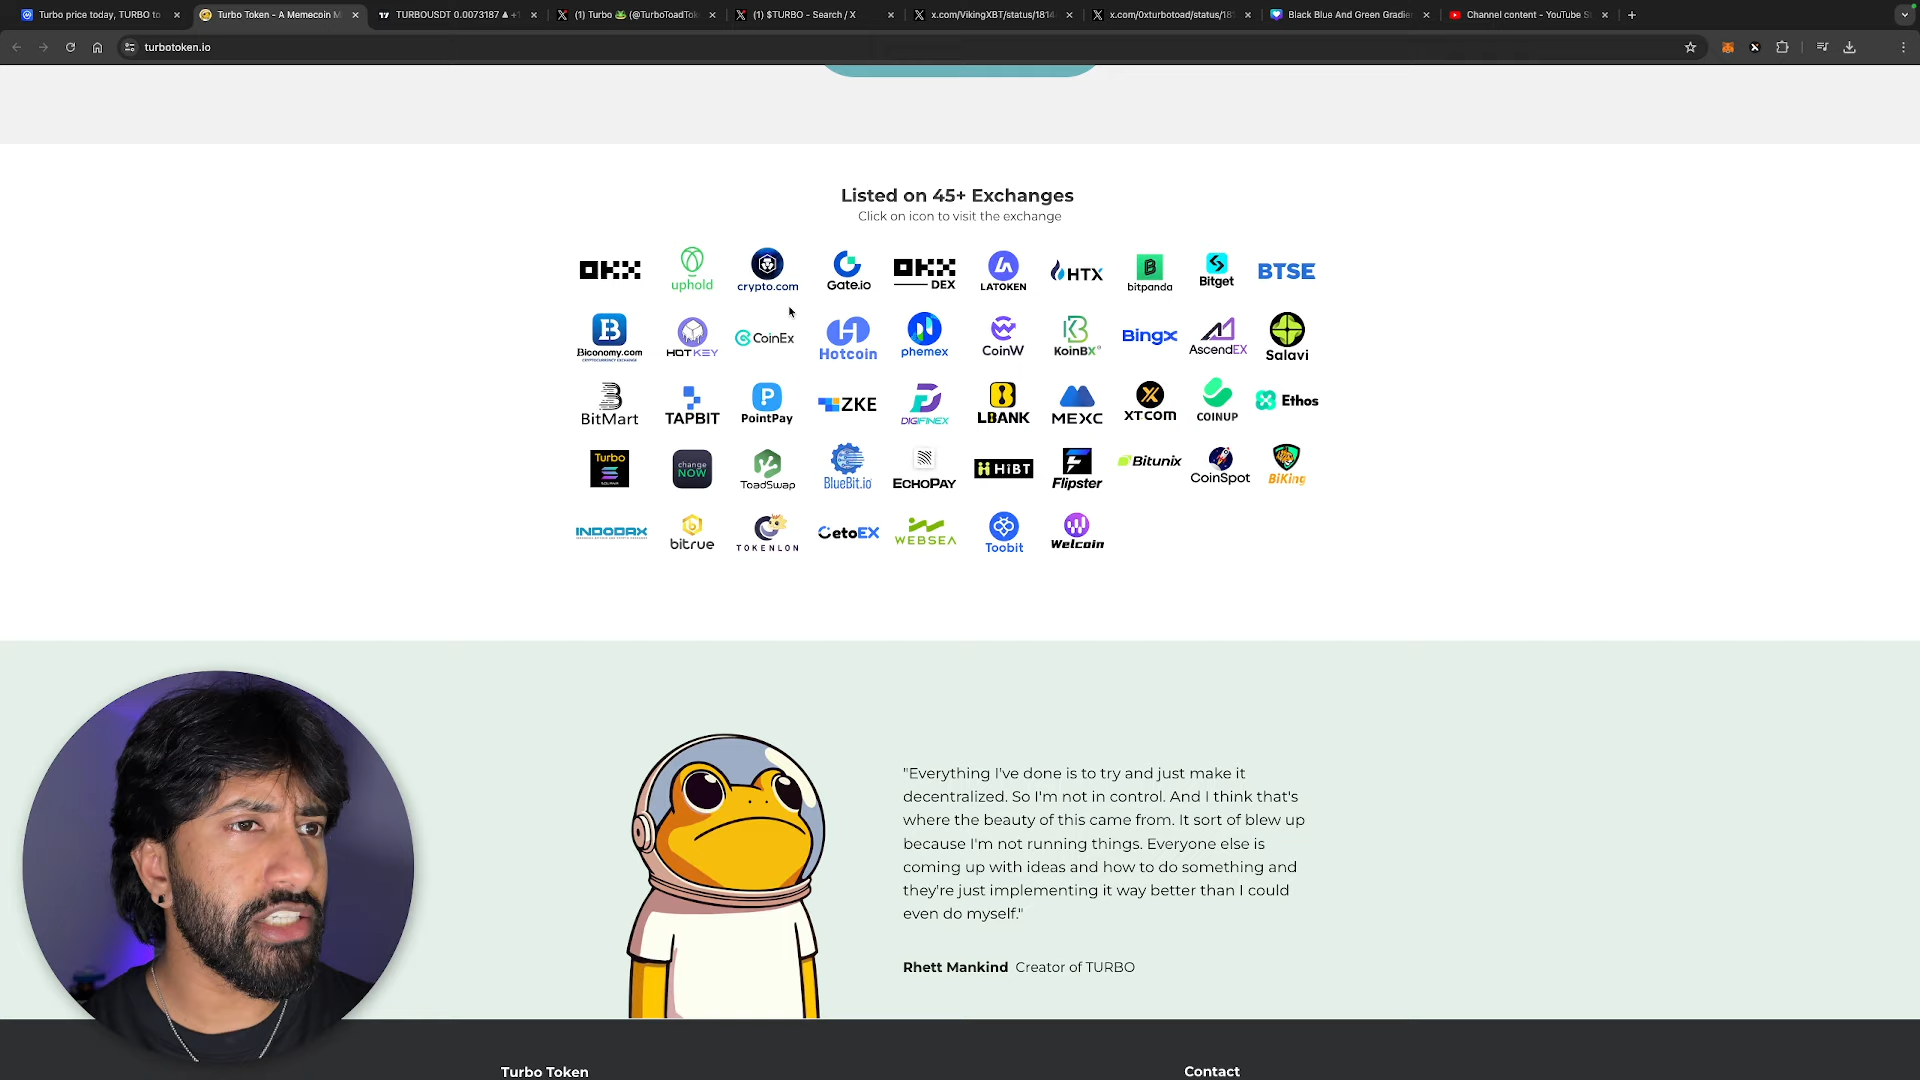 Turbo price today, TURBO to
Turbo Token - A Memecoin M
TURBOUSDT 0.0073187 ▲ +1
(1) Turbo 🐸 (@TurboToadTok
(1) $TURBO - Search / X
x.com/VikingXBT/status/1814
x.com/0xturbotoad/status/181
Black Blue And Green Gradie
Channel content - YouTube S
turbotoken.io
Listed on 45+ Exchanges
Click on icon to visit the exchange
OKX uphold crypto.com Gate.io OKX DEX LATOKEN HTX bitpanda Bitget BTSE
Biconomy.com HOTKEY CoinEx Hotcoin phemex CoinW KoinBX® BingX AscendEX Salavi
BitMart TAPBIT PointPay ZKE DIGIFINEX LBANK MEXC XT.COM COINUP Ethos
Turbo SOLANA change NOW ToadSwap BlueBit.io ECHOPAY HiBT Flipster Bitunix CoinSpot BiKing
INDODAX bitrue TOKENLON GetoEX WEBSEA Toobit Welcoin
"Everything I've done is to try and just make it
decentralized. So I'm not in control. And I think that's
where the beauty of this came from. It sort of blew up
because I'm not running things. Everyone else is
coming up with ideas and how to do something and
they're just implementing it way better than I could
even do myself."
Rhett Mankind Creator of TURBO
Turbo Token
Contact